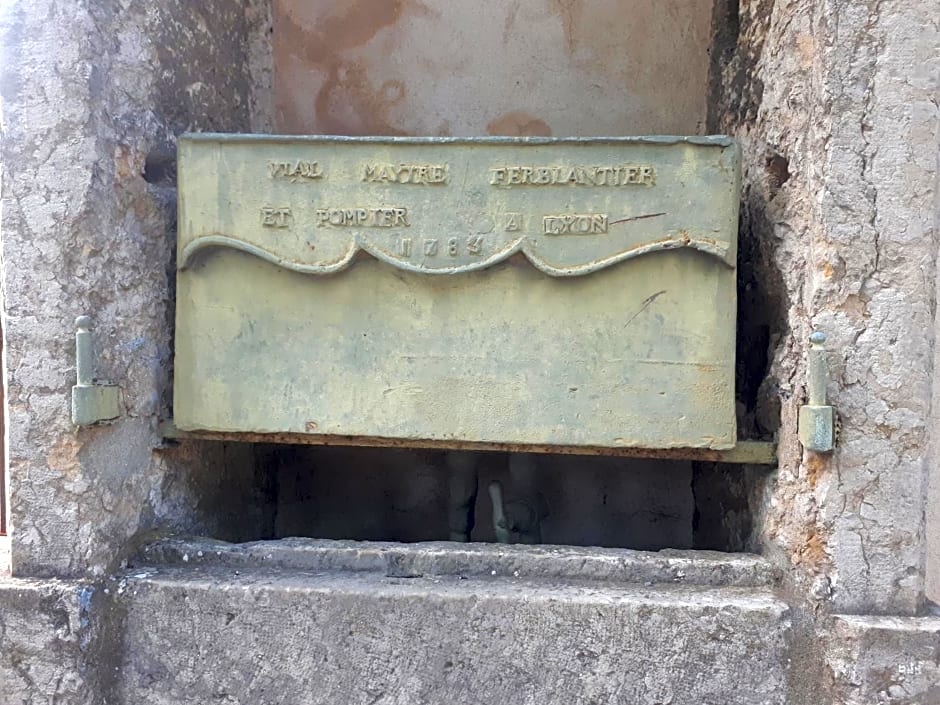 VIAL MAYTRE FERBLANTIER
ET POMPIER A LYON
1784